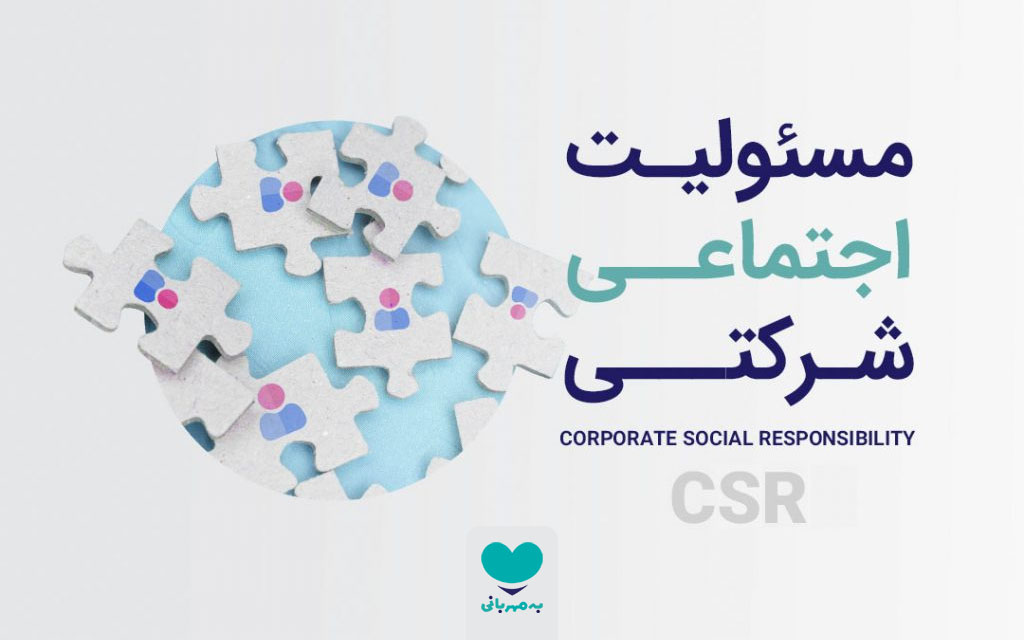 مسئولیت
اجتماعی
شرکتی
CORPORATE SOCIAL RESPONSIBILITY
CSR
به مهربانی